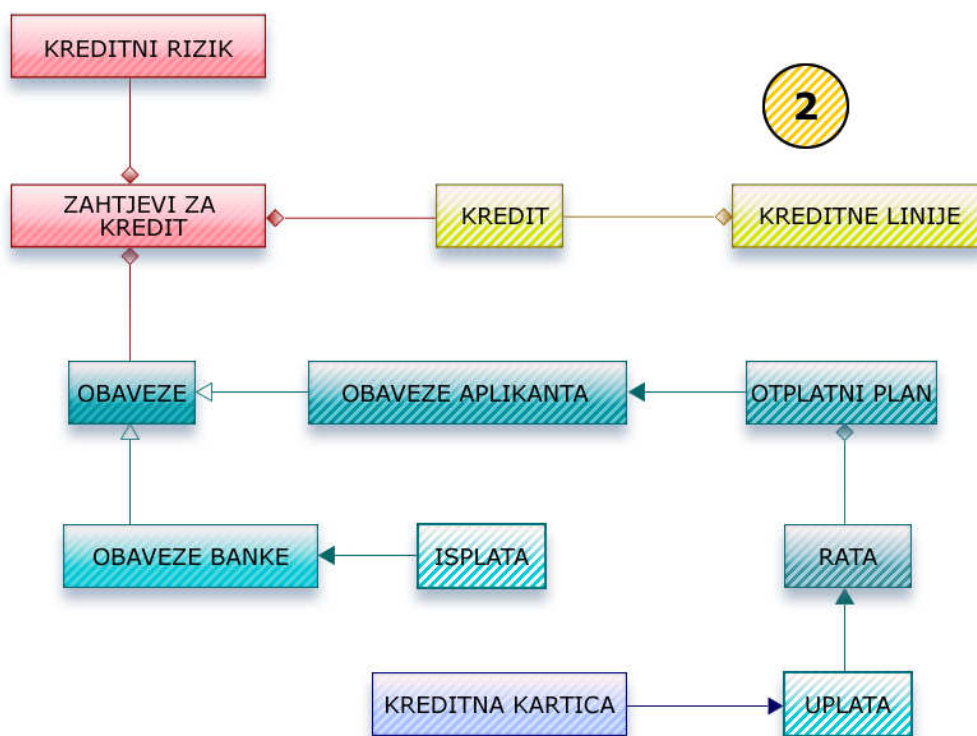 KREDITNI RIZIK
2
ZAHTJEVI ZA
KREDIT
KREDIT
KREDITNE LINIJE
OBAVEZE
OBAVEZE APLIKANTA
OTPLATNI PLAN
OBAVEZE BANKE
ISPLATA
RATA
KREDITNA KARTICA
UPLATA